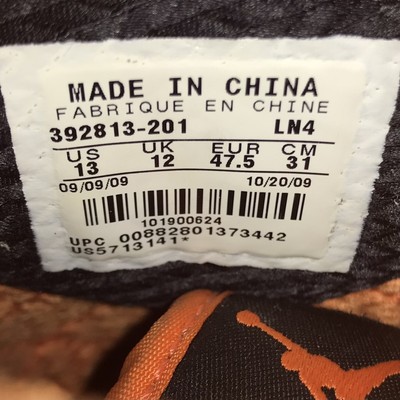 MADE IN CHINA
FABRIQUE EN CHINE
392813-201 LN4
US UK EUR CM
13 12 47.5 31
09/09/09 10/20/09
101900624
UPC 00882801373442
US5713141*